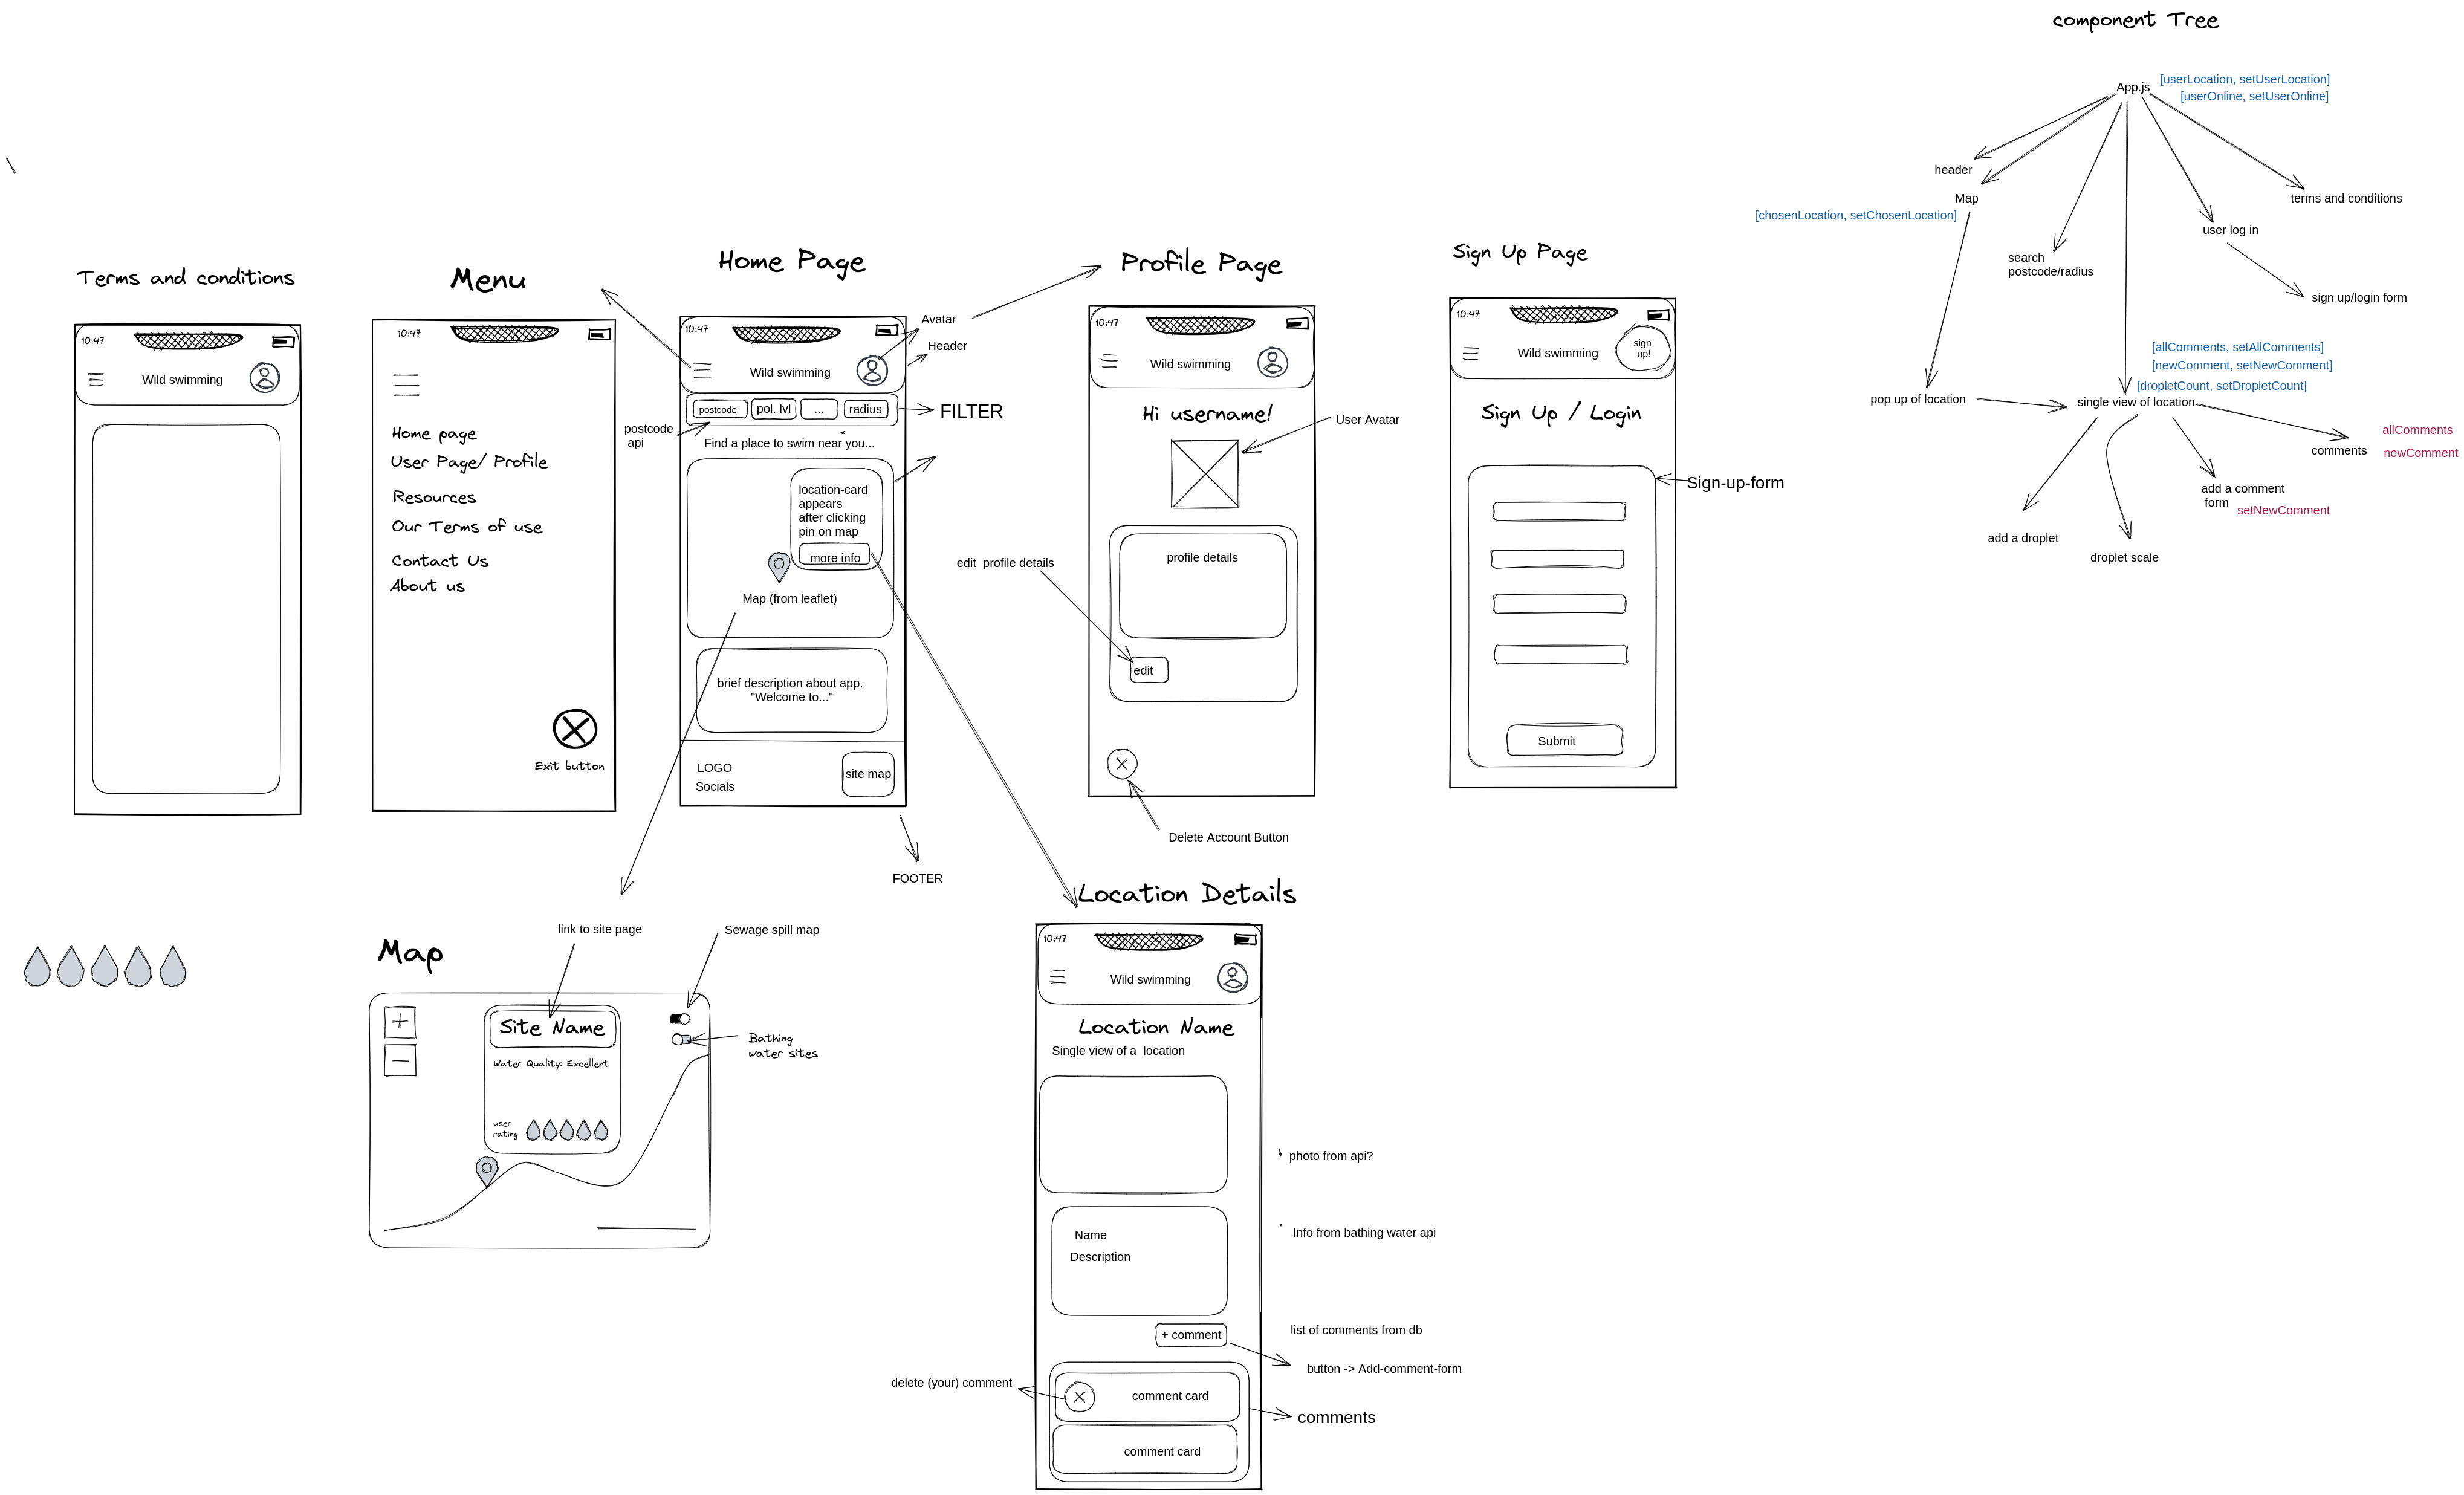 component Tree
App.js
[userLocation, setUserLocation]
[userOnline, setUserOnline]
header
Map
[chosenLocation, setChosenLocation]
search
postcode/radius
user log in
terms and conditions
sign up/login form
pop up of location
[allComments, setAllComments]
[newComment, setNewComment]
[dropletCount, setDropletCount]
single view of location
comments
allComments
newComment
add a comment
form
setNewComment
add a droplet
droplet scale
Terms and conditions
10:47
Wild swimming
Menu
10:47
Home page
User Page/ Profile
Resources
Our Terms of use
Contact Us
About us
Exit button
Home Page
10:47
Wild swimming
Avatar
Header
postcode
pol. lvl
...
radius
FILTER
postcode
api
Find a place to swim near you...
location-card
appears
after clicking
pin on map
more info
Map (from leaflet)
brief description about app.
"Welcome to..."
LOGO
Socials
site map
FOOTER
Profile Page
10:47
Wild swimming
Hi username!
User Avatar
profile details
edit profile details
edit
Delete Account Button
Sign Up Page
10:47
Wild swimming
sign
up!
Sign Up / Login
Sign-up-form
Submit
Map
link to site page
Sewage spill map
Site Name
Water Quality: Excellent
user
rating
Bathing
water sites
Location Details
10:47
Wild swimming
Location Name
Single view of a location
photo from api?
Name
Description
Info from bathing water api
+ comment
list of comments from db
button -> Add-comment-form
delete (your) comment
comment card
comments
comment card